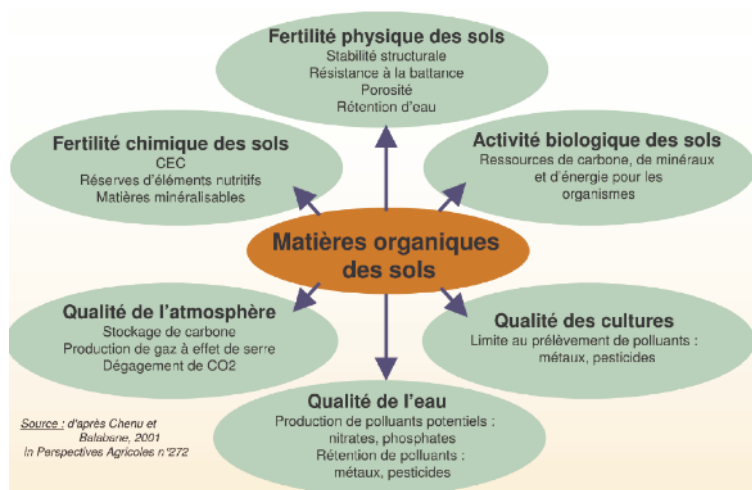 Fertilité physique des sols
Stabilité structurale
Résistance à la battance
Porosité
Rétention d'eau
Fertilité chimique des sols
CEC
Réserves d'éléments nutritifs
Matières minéralisables
Activité biologique des sols
Ressources de carbone, de minéraux
et d'énergie pour les
organismes
Matières organiques
des sols
Qualité de l'atmosphère
Stockage de carbone
Production de gaz à effet de serre
Dégagement de CO2
Qualité des cultures
Limite au prélèvement de polluants :
métaux, pesticides
Qualité de l'eau
Production de polluants potentiels :
nitrates, phosphates
Rétention de polluants :
métaux, pesticides
Source : d'après Chenu et
Balabane, 2001
In Perspectives Agricoles n°272